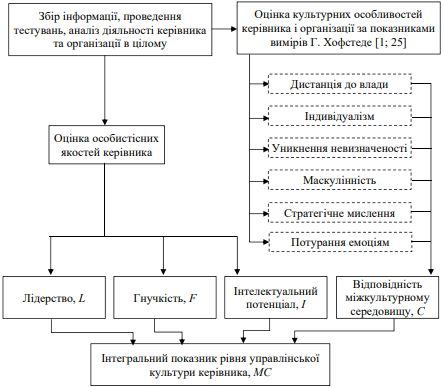 Збір інформації, проведення
тестувань, аналіз діяльності керівника
та організації в цілому
Оцінка культурних особливостей
керівника і організації за показниками
вимірів Г. Хофстеде [1; 25]
Дистанція до влади
Індивідуалізм
Уникнення невизначеності
Маскулінність
Стратегічне мислення
Потурання емоціям
Оцінка особистісних
якостей керівника
Лідерство, L
Гнучкість, F
Інтелектуальний
потенціал, I
Відповідність
міжкультурному
середовищу, C
Інтегральний показник рівня управлінської
культури керівника, MC